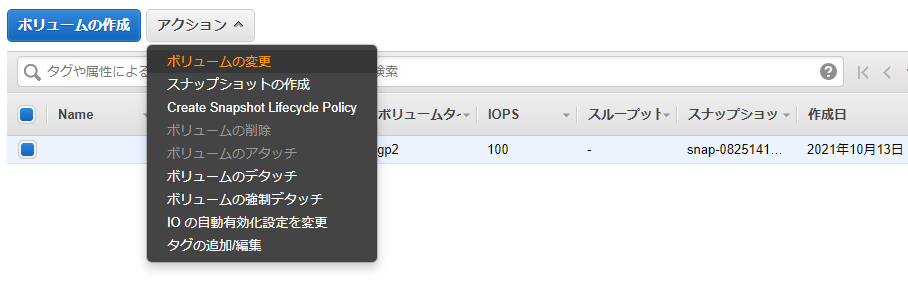 ボリュームの作成 アクション
ボリュームの変更
スナップショットの作成
Create Snapshot Lifecycle Policy
ボリュームの削除
ボリュームのアタッチ
ボリュームのデタッチ
ボリュームの強制デタッチ
IO の自動有効化設定を変更
タグの追加/編集
タグや属性による 検索
Name ボリュームタ- IOPS スループット スナップショッ 作成日
gp2 100 - snap-0825141... 2021年10月13日